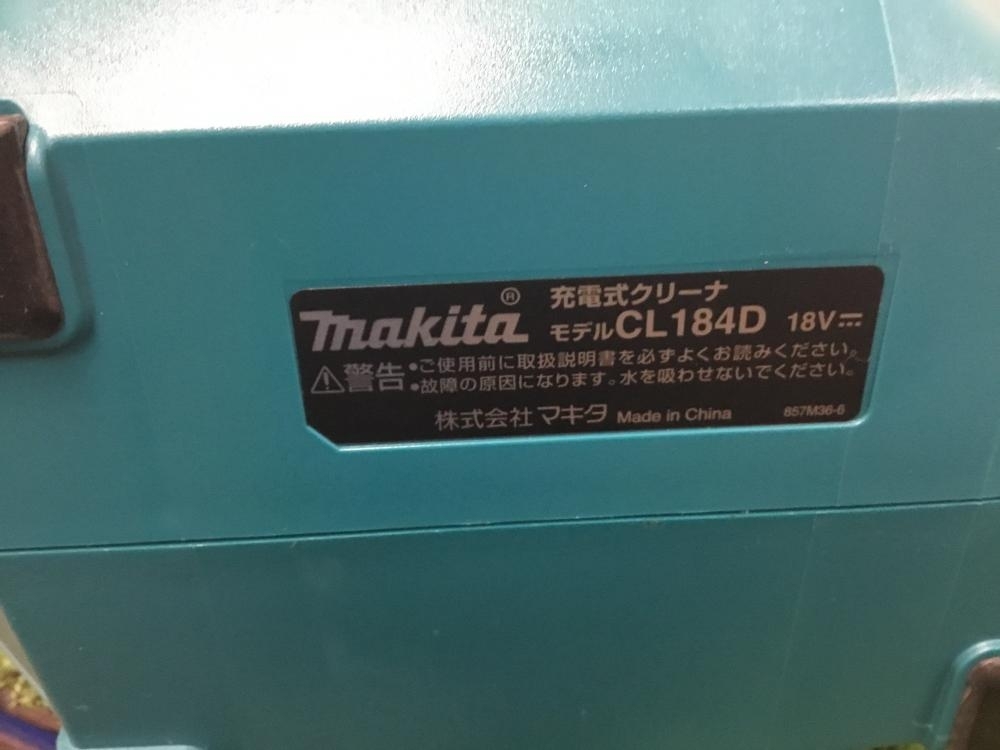 makita® 充電式クリーナ
モデルCL184D 18V⎓
⚠警告 •ご使用前に取扱説明書を必ずよくお読みください。
•故障の原因になります。水を吸わせないでください。
株式会社 マキタ Made in China 857M36-6